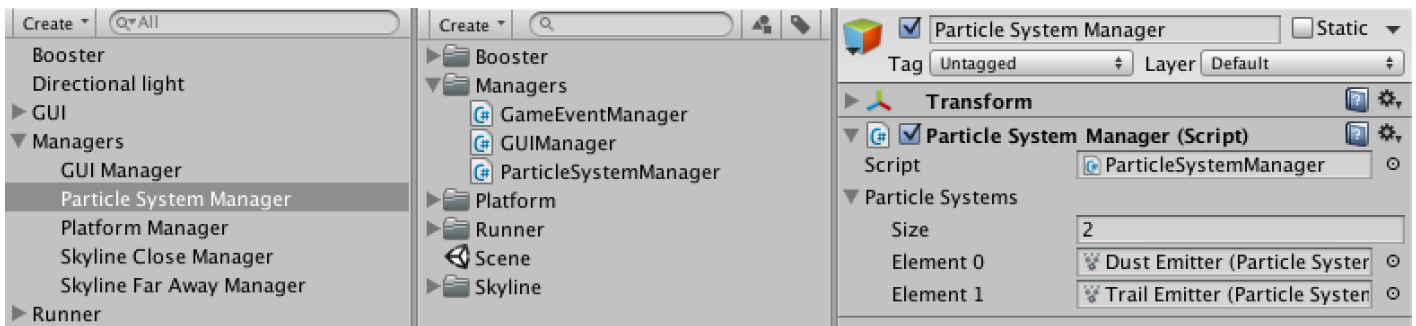 Create
All
Booster
Directional light
GUI
Managers
GUI Manager
Particle System Manager
Platform Manager
Skyline Close Manager
Skyline Far Away Manager
Runner
Create
Booster
Managers
C# GameEventManager
C# GUIManager
C# ParticleSystemManager
Platform
Runner
Scene
Skyline
Particle System Manager Static
Tag Untagged Layer Default
Transform
C# Particle System Manager (Script)
Script ParticleSystemManager
Particle Systems
Size 2
Element 0 Dust Emitter (Particle System
Element 1 Trail Emitter (Particle System